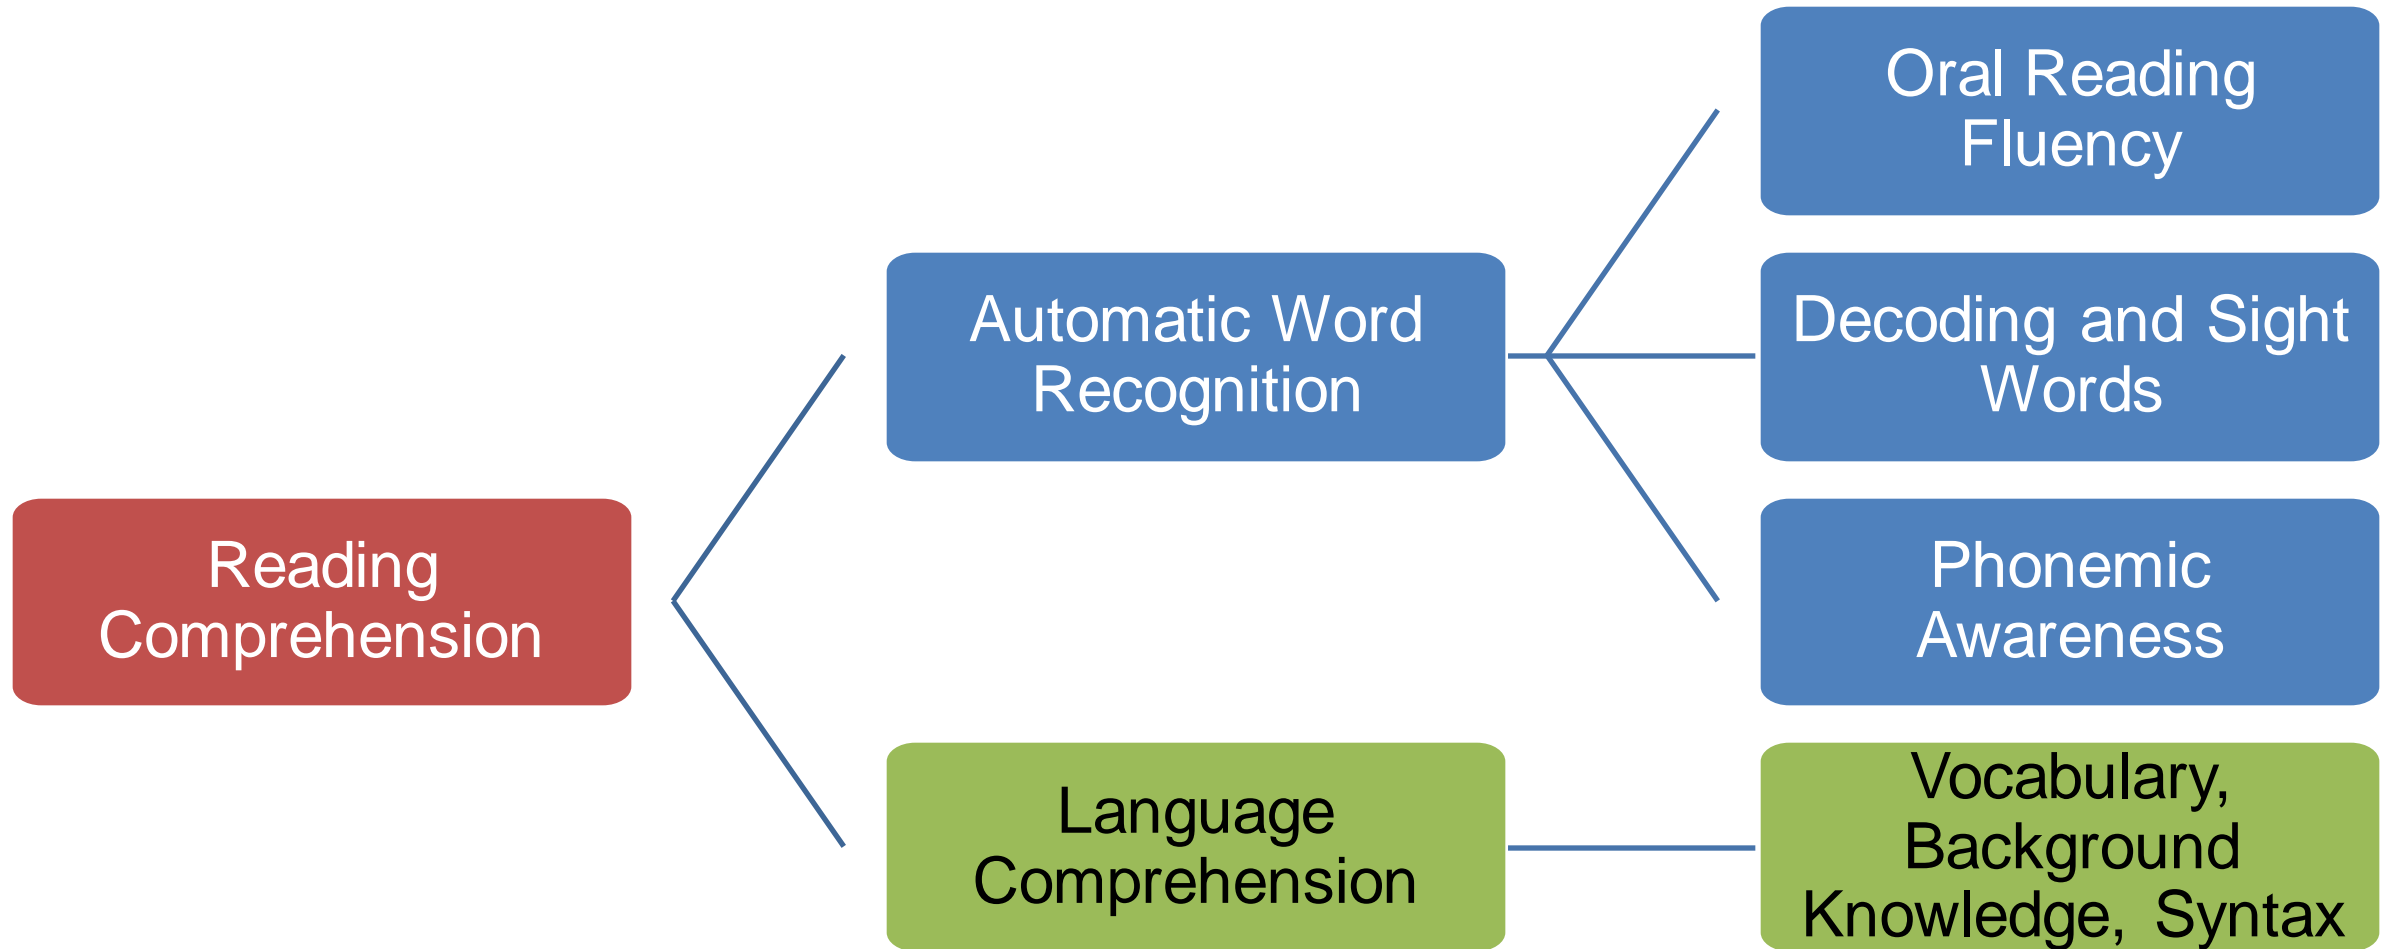 Reading
Comprehension
Automatic Word
Recognition
Oral Reading
Fluency
Decoding and Sight
Words
Phonemic
Awareness
Language
Comprehension
Vocabulary,
Background
Knowledge, Syntax